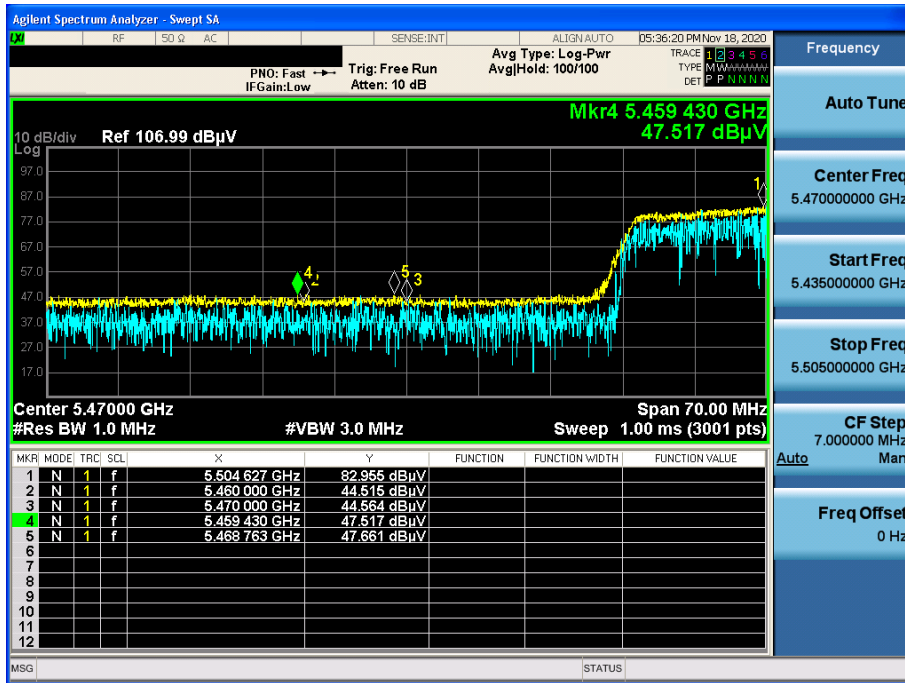 Agilent Spectrum Analyzer - Swept SA
LXI RF 50 Ω AC SENSE:INT ALIGN AUTO 05:36:20 PM Nov 18, 2020
PNO: Fast Trig: Free Run Avg Type: Log-Pwr TRACE 1 2 3 4 5 6
IFGain:Low Atten: 10 dB Avg|Hold: 100/100 TYPE M W W W W W
DET P P N N N N
Mkr4 5.459 430 GHz
47.517 dBµV
10 dB/div Ref 106.99 dBµV
Log
97.0
87.0
77.0
67.0
57.0
47.0
37.0
27.0
17.0
1
4 2 5 3
Center 5.47000 GHz Span 70.00 MHz
#Res BW 1.0 MHz #VBW 3.0 MHz Sweep 1.00 ms (3001 pts)
MKR MODE TRC SCL X Y FUNCTION FUNCTION WIDTH FUNCTION VALUE
1 N 1 f 5.504 627 GHz 82.955 dBµV
2 N 1 f 5.460 000 GHz 44.515 dBµV
3 N 1 f 5.470 000 GHz 44.564 dBµV
4 N 1 f 5.459 430 GHz 47.517 dBµV
5 N 1 f 5.468 763 GHz 47.661 dBµV
6
7
8
9
10
11
12
MSG STATUS
Frequency
Auto Tune
Center Freq
5.470000000 GHz
Start Freq
5.435000000 GHz
Stop Freq
5.505000000 GHz
CF Step
7.000000 MHz
Auto Man
Freq Offset
0 Hz